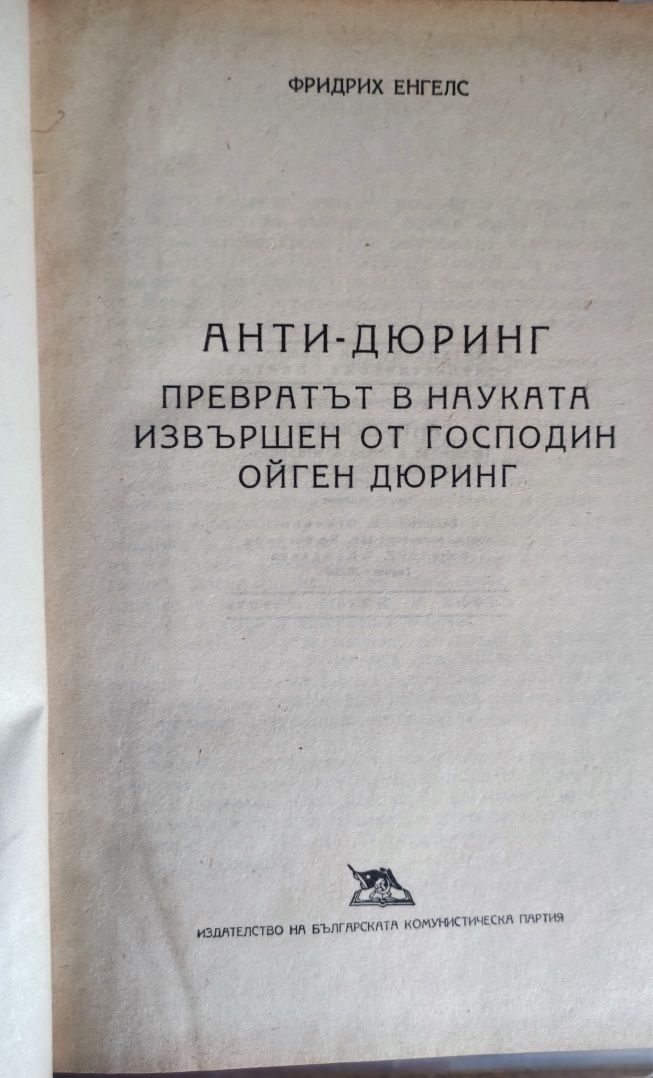 ФРИДРИХ ЕНГЕЛС
АНТИ-ДЮРИНГ
ПРЕВРАТЪТ В НАУКАТА
ИЗВЪРШЕН ОТ ГОСПОДИН
ОЙГЕН ДЮРИНГ
ИЗДАТЕЛСТВО НА БЪЛГАРСКАТА КОМУНИСТИЧЕСКА ПАРТИЯ